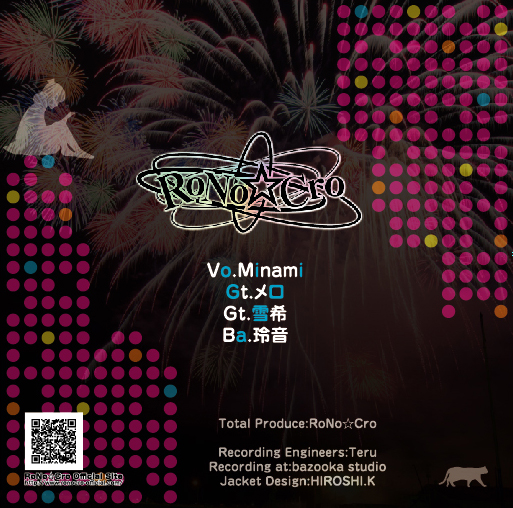 RoNo☆Cro
Vo.Minami
Gt.メロ
Gt.雪希
Ba.玲音
Total Produce:RoNo☆Cro
Recording Engineers:Teru
Recording at:bazooka studio
Jacket Design:HIROSHI.K
RoNo☆Cro Official Site